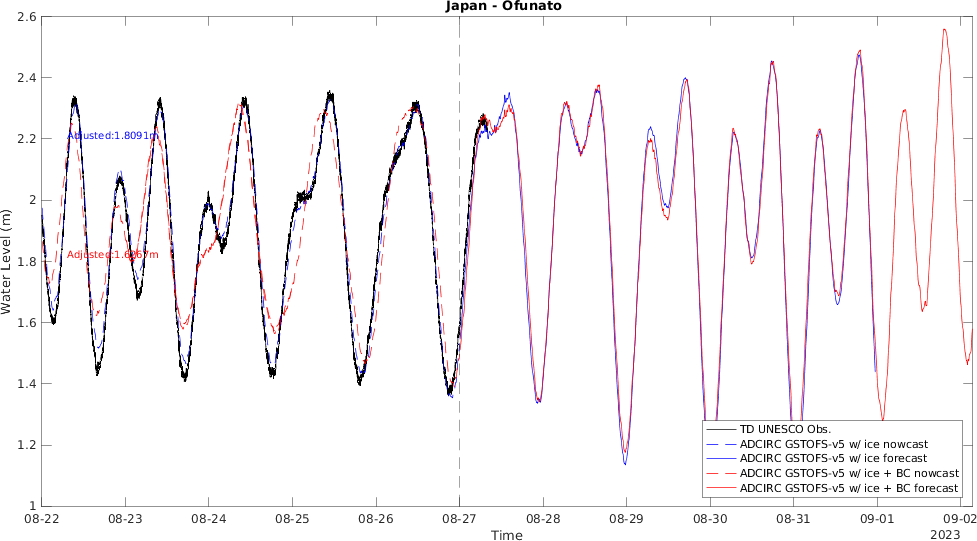 Japan - Ofunato
2.6
2.4
2.2
2
1.8
1.6
1.4
1.2
1
Water Level (m)
Adjusted:1.8091m
TD UNESCO Obs.
ADCIRC GSTOFS-v5 w/ ice nowcast
ADCIRC GSTOFS-v5 w/ ice forecast
ADCIRC GSTOFS-v5 w/ ice + BC nowcast
ADCIRC GSTOFS-v5 w/ ice + BC forecast
08-22
08-23
08-24
08-25
08-26
08-27
08-28
08-29
08-30
08-31
09-01
09-02
Time
2023